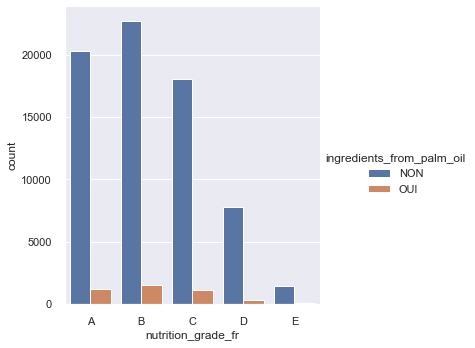 20000
15000
10000
5000
0
count
A B C D E
nutrition_grade_fr
ingredients_from_palm_oil
NON
OUI